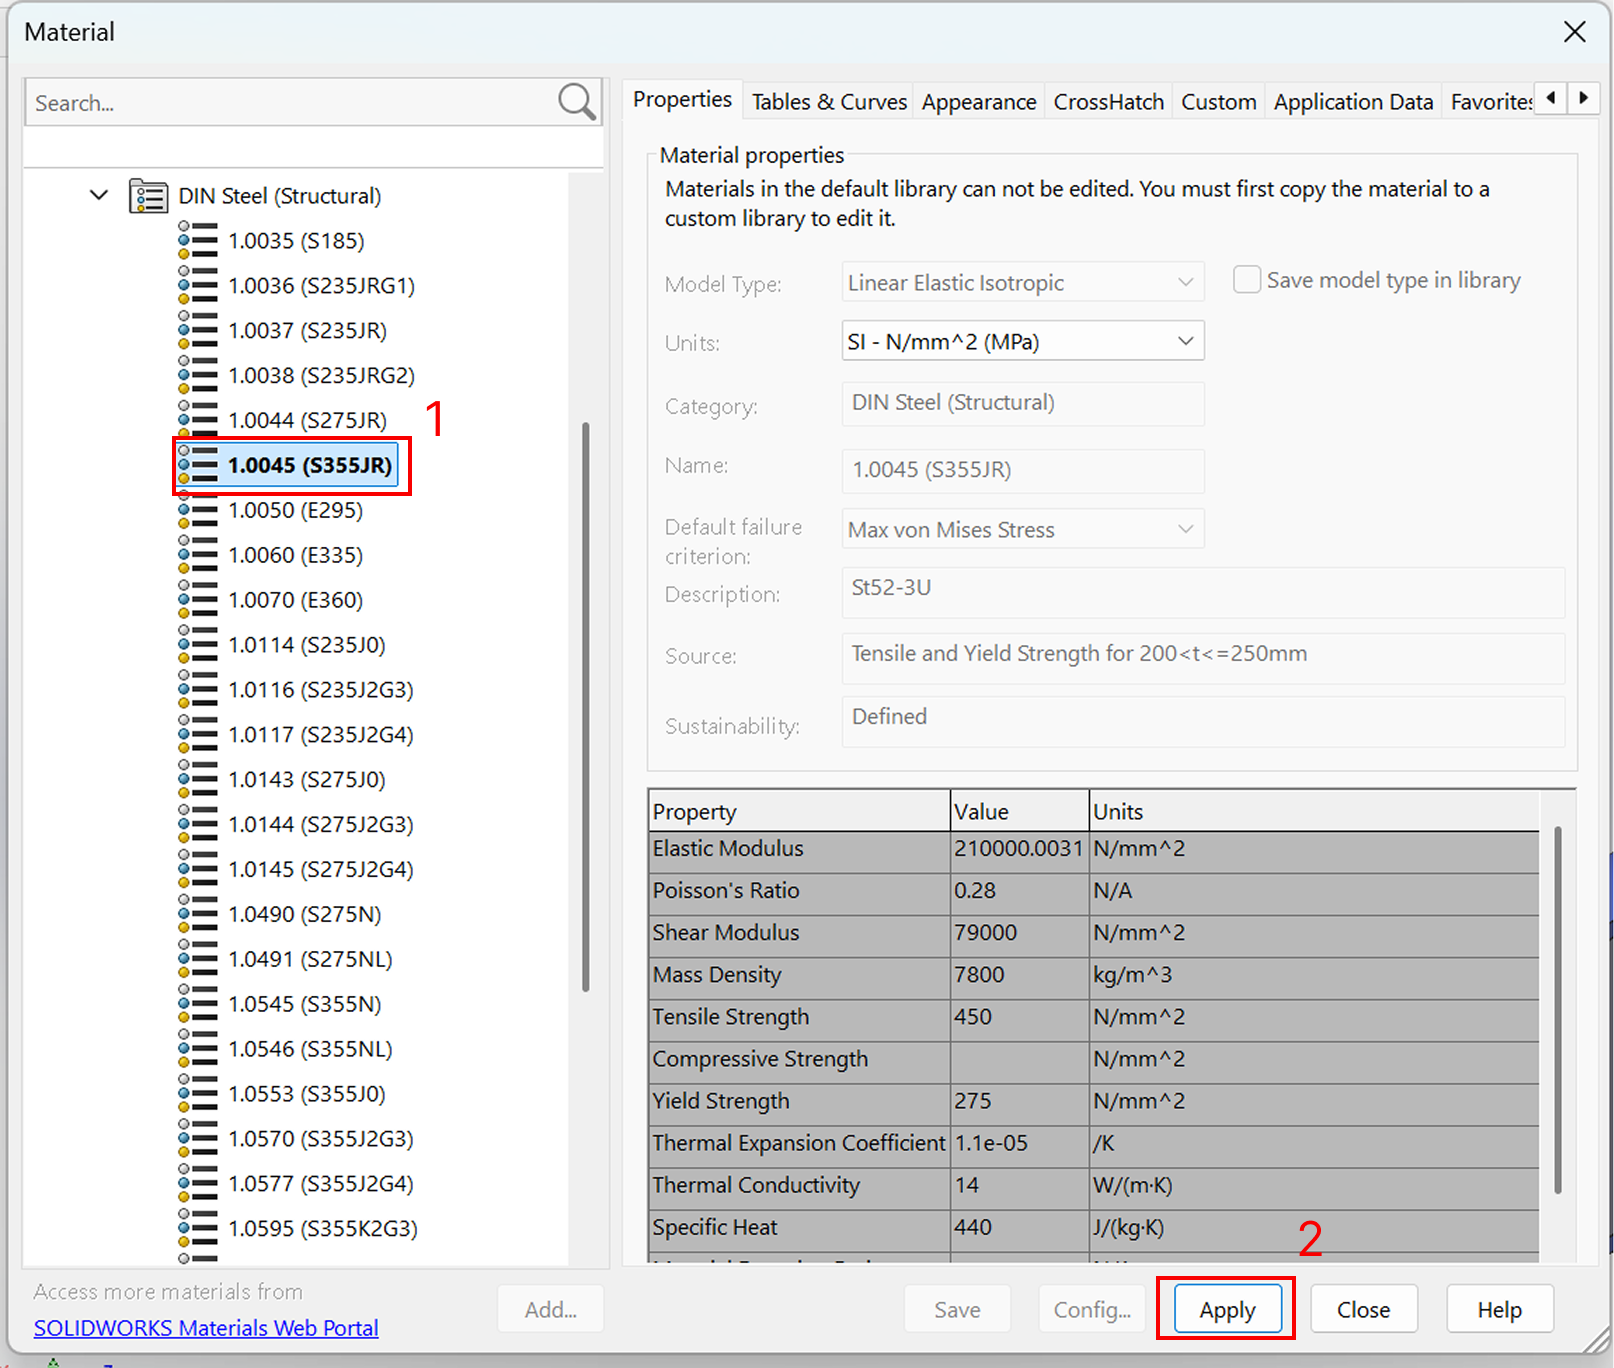 Material
Search...
DIN Steel (Structural)
1.0035 (S185)
1.0036 (S235JRG1)
1.0037 (S235JR)
1.0038 (S235JRG2)
1.0044 (S275JR)
1
1.0045 (S355JR)
1.0050 (E295)
1.0060 (E335)
1.0070 (E360)
1.0114 (S235J0)
1.0116 (S235J2G3)
1.0117 (S235J2G4)
1.0143 (S275J0)
1.0144 (S275J2G3)
1.0145 (S275J2G4)
1.0490 (S275N)
1.0491 (S275NL)
1.0545 (S355N)
1.0546 (S355NL)
1.0553 (S355J0)
1.0570 (S355J2G3)
1.0577 (S355J2G4)
1.0595 (S355K2G3)
Access more materials from
SOLIDWORKS Materials Web Portal
Add...
Properties Tables & Curves Appearance CrossHatch Custom Application Data Favorites
Material properties
Materials in the default library can not be edited. You must first copy the material to a
custom library to edit it.
Model Type: Linear Elastic Isotropic Save model type in library
Units: SI - N/mm^2 (MPa)
Category: DIN Steel (Structural)
Name: 1.0045 (S355JR)
Default failure
criterion: Max von Mises Stress
Description: St52-3U
Source: Tensile and Yield Strength for 200<t<=250mm
Sustainability: Defined
Property Value Units
Elastic Modulus 210000.0031 N/mm^2
Poisson's Ratio 0.28 N/A
Shear Modulus 79000 N/mm^2
Mass Density 7800 kg/m^3
Tensile Strength 450 N/mm^2
Compressive Strength N/mm^2
Yield Strength 275 N/mm^2
Thermal Expansion Coefficient 1.1e-05 /K
Thermal Conductivity 14 W/(m·K)
Specific Heat 440 J/(kg·K)
2
Save Config... Apply Close Help